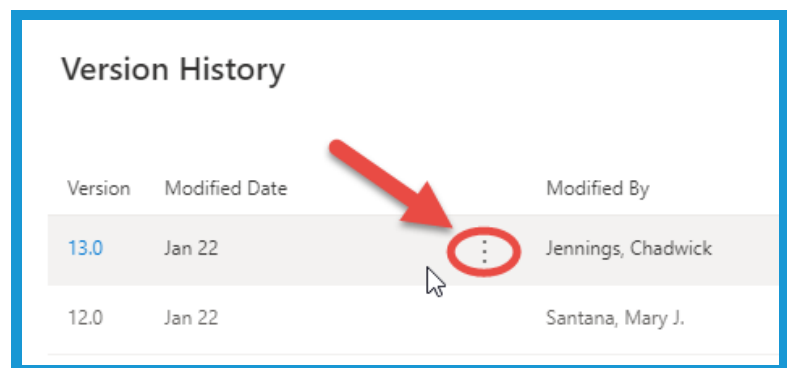 Version History
Version Modified Date Modified By
13.0 Jan 22 Jennings, Chadwick
12.0 Jan 22 Santana, Mary J.